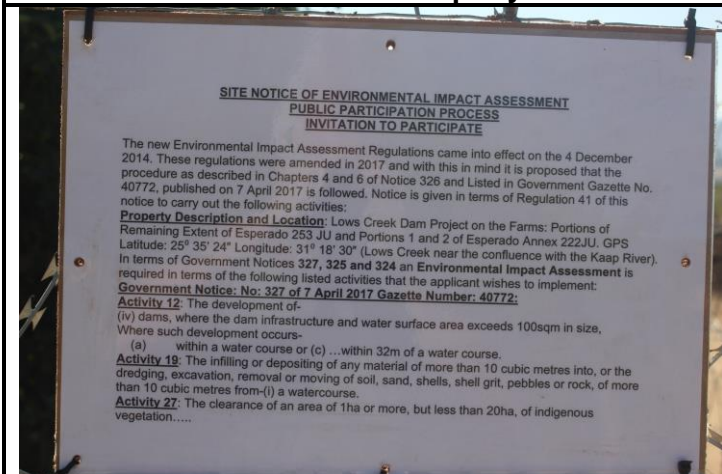 SITE NOTICE OF ENVIRONMENTAL IMPACT ASSESSMENT
PUBLIC PARTICIPATION PROCESS
INVITATION TO PARTICIPATE
The new Environmental Impact Assessment Regulations came into effect on the 4 December
2014. These regulations were amended in 2017 and with this in mind it is proposed that the
procedure as described in Chapters 4 and 6 of Notice 326 and Listed in Government Gazette No.
40772, published on 7 April 2017 is followed. Notice is given in terms of Regulation 41 of this
notice to carry out the following activities:
Property Description and Location: Lows Creek Dam Project on the Farms: Portions of
Remaining Extent of Esperado 253 JU and Portions 1 and 2 of Esperado Annex 222JU. GPS
Latitude: 25° 35' 24" Longitude: 31° 18' 30" (Lows Creek near the confluence with the Kaap River).
In terms of Government Notices 327, 325 and 324 an Environmental Impact Assessment is
required in terms of the following listed activities that the applicant wishes to implement:
Government Notice: No: 327 of 7 April 2017 Gazette Number: 40772:
Activity 12: The development of-
(iv) dams, where the dam infrastructure and water surface area exceeds 100sqm in size,
Where such development occurs-
(a) within a water course or (c) ...within 32m of a water course.
Activity 19: The infilling or depositing of any material of more than 10 cubic metres into, or the
dredging, excavation, removal or moving of soil, sand, shells, shell grit, pebbles or rock, of more
than 10 cubic metres from-(i) a watercourse.
Activity 27: The clearance of an area of 1ha or more, but less than 20ha, of indigenous
vegetation.....